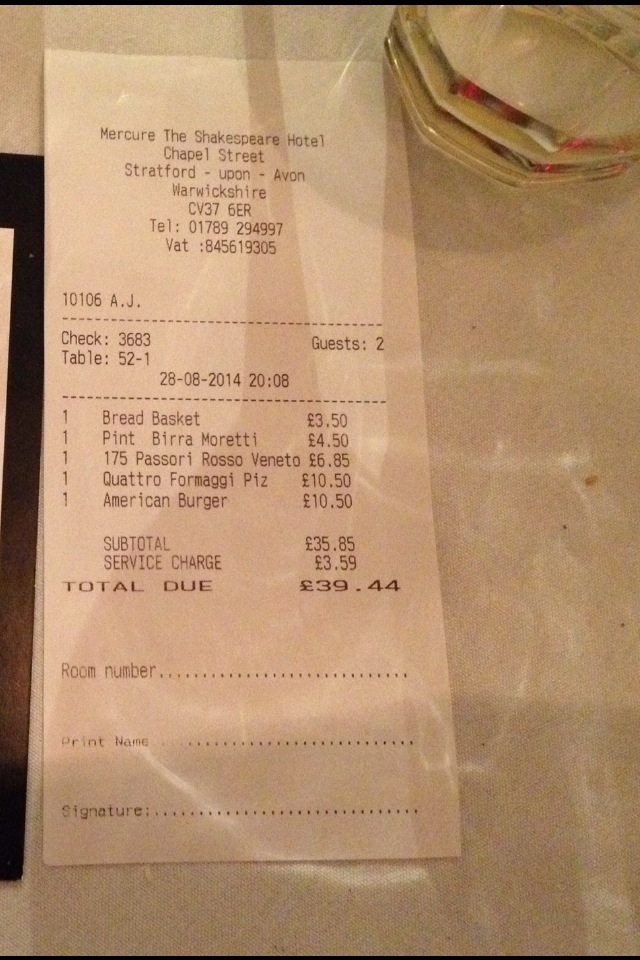 Mercure The Shakespeare Hotel
Chapel Street
Stratford - upon - Avon
Warwickshire
CV37 6ER
Tel: 01789 294997
Vat :845619305
10106 A.J.
Check: 3683 Guests: 2
Table: 52-1
28-08-2014 20:08
1 Bread Basket £3.50
1 Pint Birra Moretti £4.50
1 175 Passori Rosso Veneto £6.85
1 Quattro Formaggi Piz £10.50
1 American Burger £10.50
SUBTOTAL £35.85
SERVICE CHARGE £3.59
TOTAL DUE £39.44
Room number..............................
Print Name ..............................
Signature:...............................